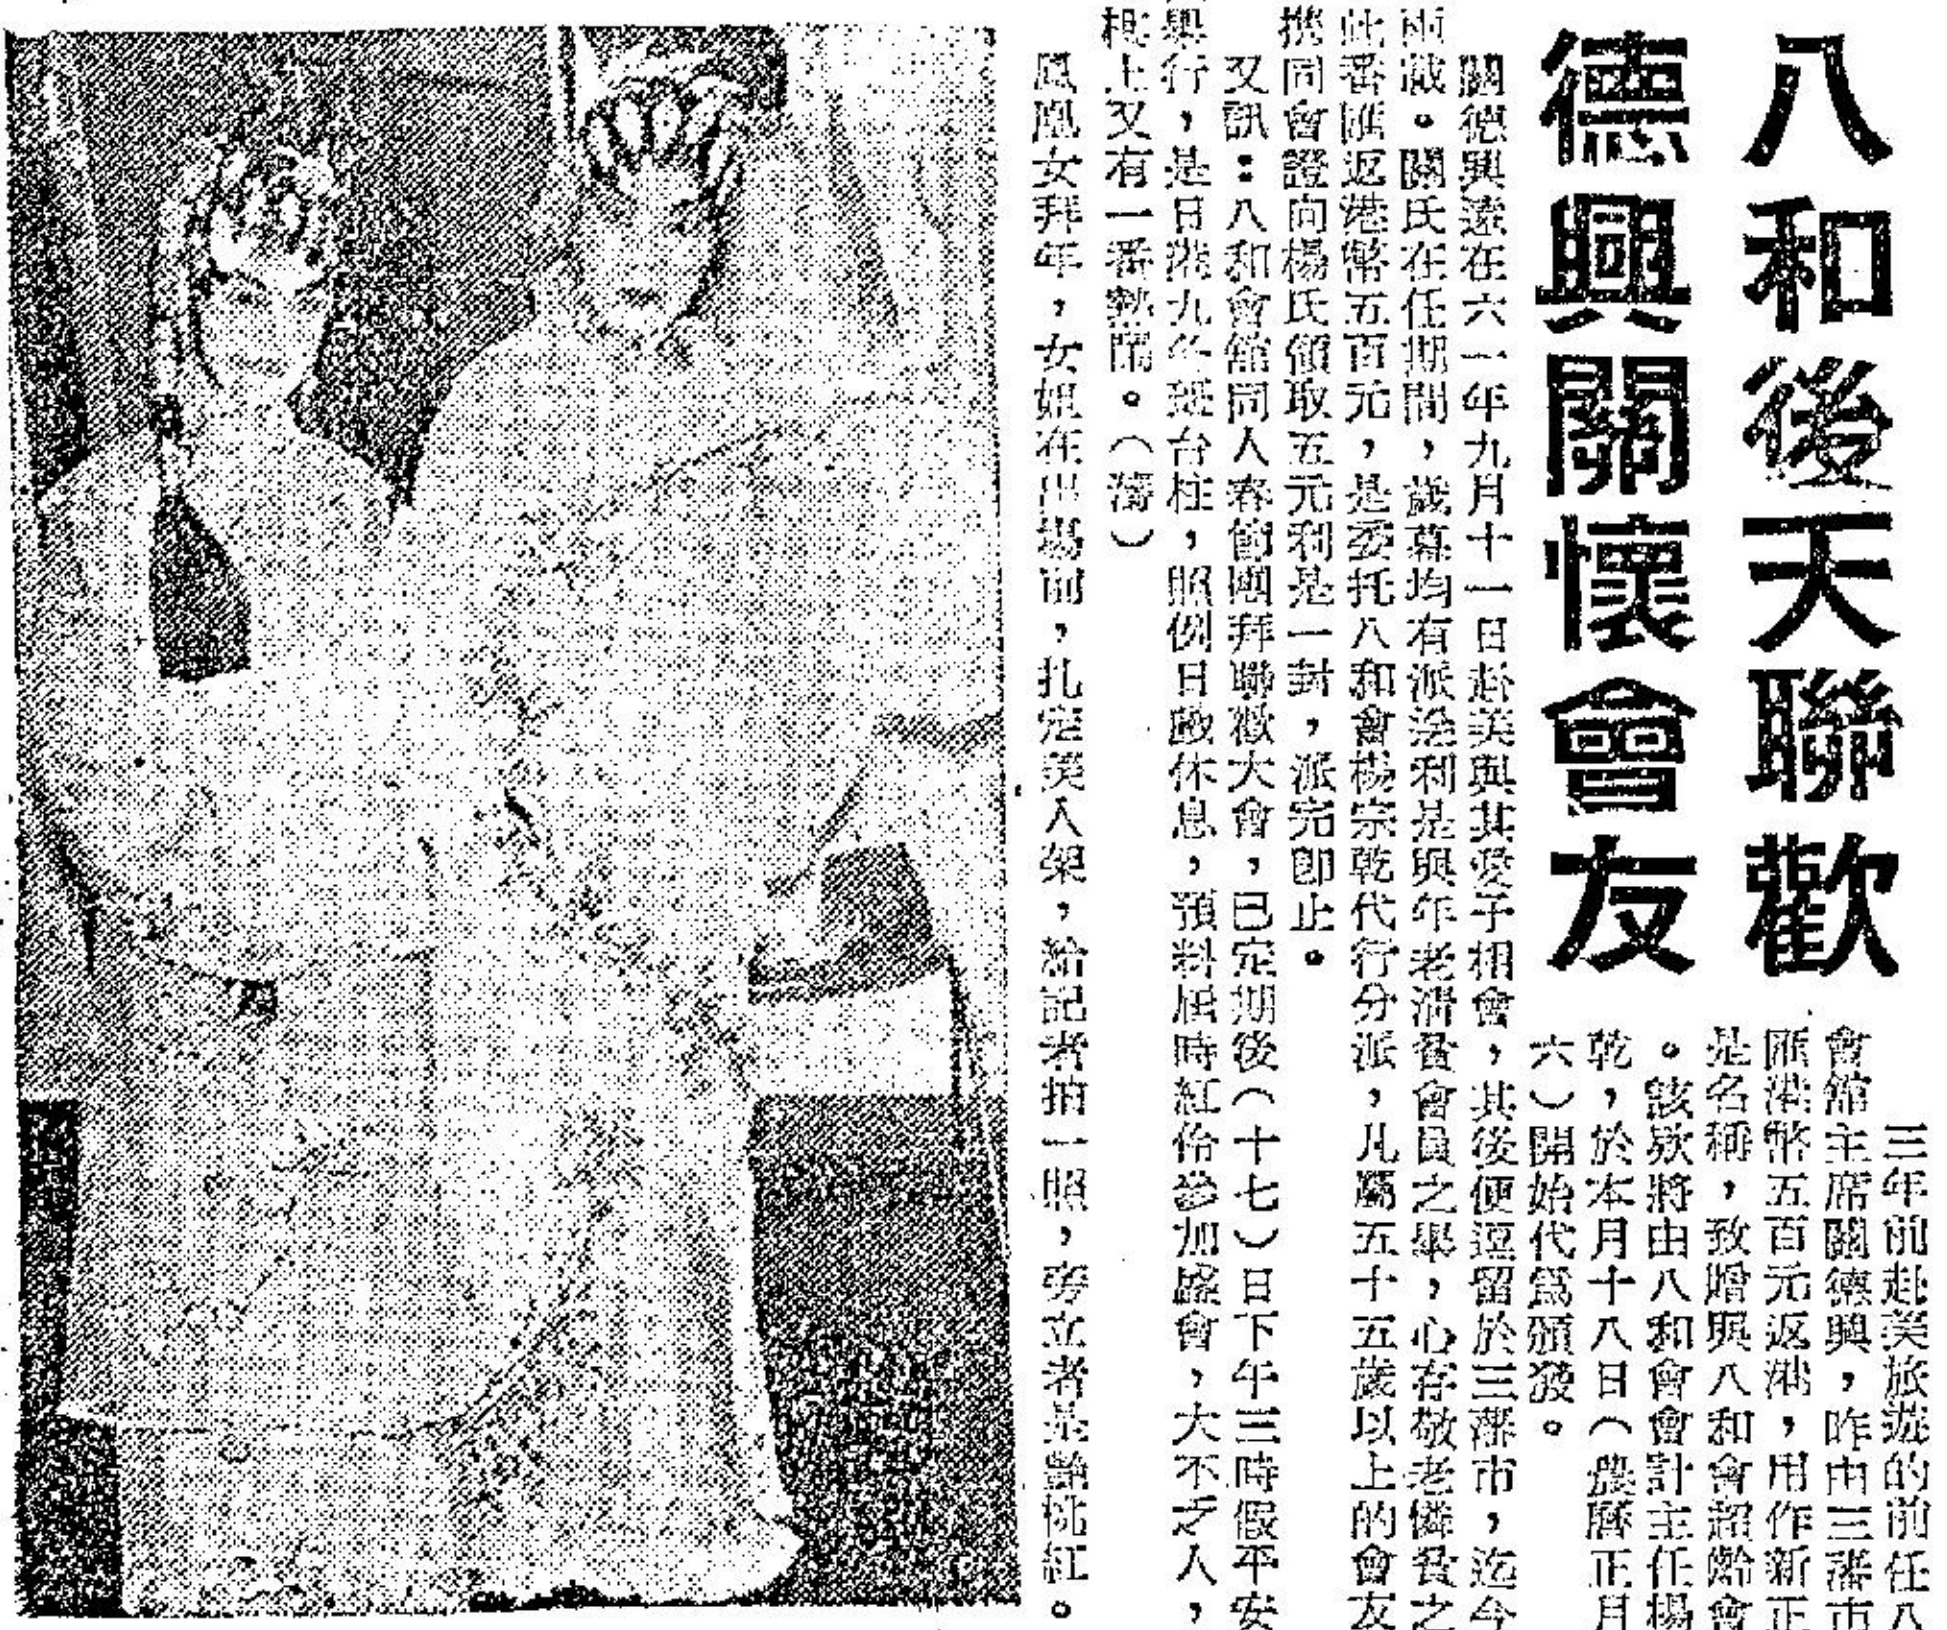 八和後天聯歡
德興關懷會友
三年前赴美旅遊的前任八
會館主席關德興，昨由三藩市
匯港幣五百元返港，用作新正
是名稱，致贈與八和會超齡會
。該欵將由八和會會計主任楊
乾，於本月十八日（農曆正月
六）開始代爲頒發。
關德興遠在六一年九月十一日赴美與其愛子相會，其後便逗留於三藩市，迄今
兩載。關氏在任期間，歲暮均有派送利是與年老清貧會員之舉，心存敬老憐貧之
此番匯返港幣五百元，是委托八和會楊宗乾代行分派，凡屬五十五歲以上的會友
携同會證向楊氏領取五元利是一封，派完卽止。
又訊：八和會館同人春節團拜聯歡大會，已定期後（十七）日下午三時假平安
舉行，是日港九各班台柱，照例日戲休息，預料屆時紅伶參加盛會，大不乏人，
想上又有一番熱鬧。（濤）
鳳凰女拜年，女姐在出場前，扎定美人架，給記者拍一照，旁立者是艷桃紅。